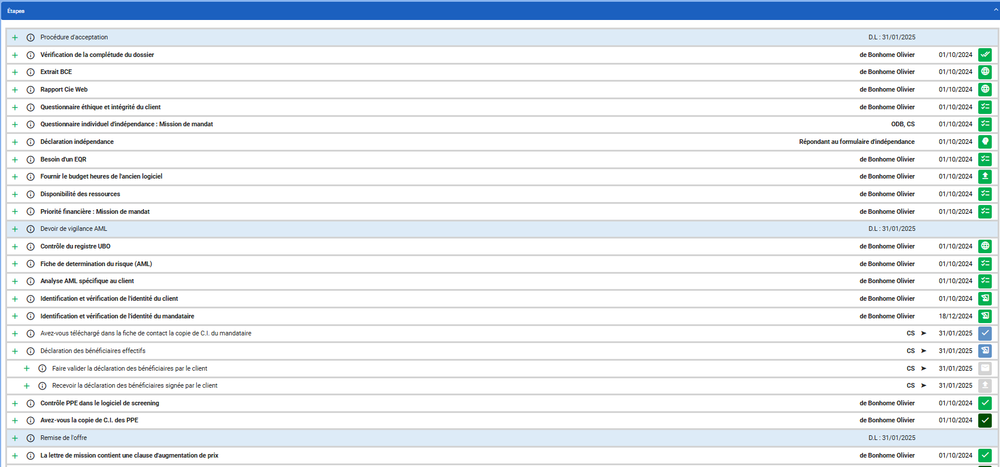 Étapes
Procédure d'acceptation D.L : 31/01/2025
Vérification de la complétude du dossier de Bonhome Olivier 01/10/2024
Extrait BCE de Bonhome Olivier 01/10/2024
Rapport Cie Web de Bonhome Olivier 01/10/2024
Questionnaire éthique et intégrité du client de Bonhome Olivier 01/10/2024
Questionnaire individuel d'indépendance : Mission de mandat ODB, CS 01/10/2024
Déclaration indépendance Répondant au formulaire d'indépendance 01/10/2024
Besoin d'un EQR de Bonhome Olivier 01/10/2024
Fournir le budget heures de l'ancien logiciel de Bonhome Olivier 01/10/2024
Disponibilité des ressources de Bonhome Olivier 01/10/2024
Priorité financière : Mission de mandat de Bonhome Olivier 01/10/2024
Devoir de vigilance AML D.L : 31/01/2025
Contrôle du registre UBO de Bonhome Olivier 01/10/2024
Fiche de determination du risque (AML) de Bonhome Olivier 01/10/2024
Analyse AML spécifique au client de Bonhome Olivier 01/10/2024
Identification et vérification de l'identité du client de Bonhome Olivier 01/10/2024
Identification et vérification de l'identité du mandataire de Bonhome Olivier 18/12/2024
Avez-vous téléchargé dans la fiche de contact la copie de C.I. du mandataire CS ➤ 31/01/2025
Déclaration des bénéficiaires effectifs CS ➤ 31/01/2025
Faire valider la déclaration des bénéficiaires par le client CS ➤ 31/01/2025
Recevoir la déclaration des bénéficiaires signée par le client CS ➤ 31/01/2025
Contrôle PPE dans le logiciel de screening de Bonhome Olivier 01/10/2024
Avez-vous la copie de C.I. des PPE de Bonhome Olivier 01/10/2024
Remise de l'offre D.L : 31/01/2025
La lettre de mission contient une clause d'augmentation de prix de Bonhome Olivier 01/10/2024